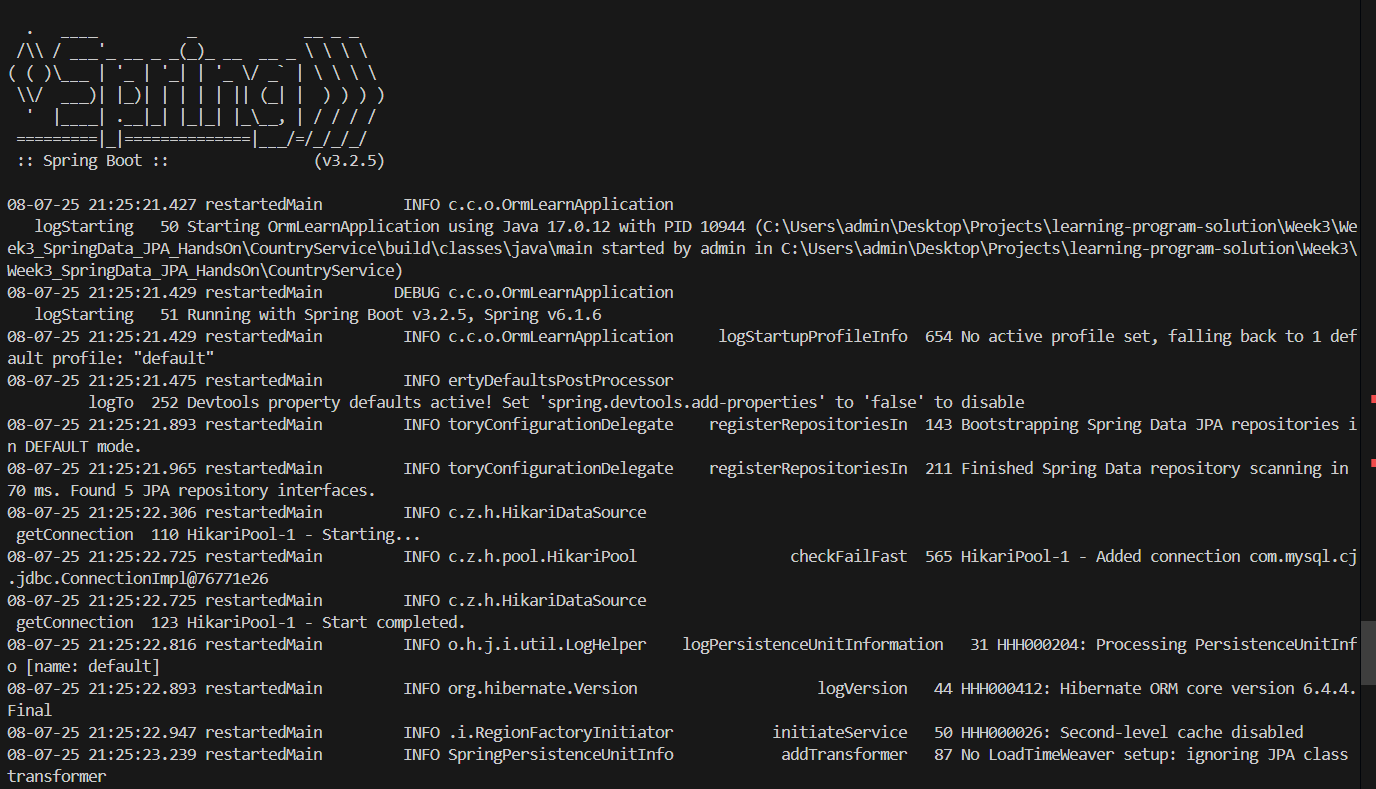 .   ____          _            __ _ _
 /\\ / ___'_ __ _ _(_)_ __  __ _ \ \ \ \
( ( )\___ | '_ | '_| | '_ \/ _` | \ \ \ \
 \\/  ___)| |_)| | | | | || (_| |  ) ) ) )
  '  |____| .__|_| |_|_| |_\__, | / / / /
 =========|_|==============|___/=/_/_/_/
 :: Spring Boot ::                (v3.2.5)
08-07-25 21:25:21.427 restartedMain         INFO c.c.o.OrmLearnApplication
   logStarting   50 Starting OrmLearnApplication using Java 17.0.12 with PID 10944 (C:\Users\admin\Desktop\Projects\learning-program-solution\Week3\We
ek3_SpringData_JPA_HandsOn\CountryService\build\classes\java\main started by admin in C:\Users\admin\Desktop\Projects\learning-program-solution\Week3\
Week3_SpringData_JPA_HandsOn\CountryService)
08-07-25 21:25:21.429 restartedMain        DEBUG c.c.o.OrmLearnApplication
   logStarting   51 Running with Spring Boot v3.2.5, Spring v6.1.6
08-07-25 21:25:21.429 restartedMain         INFO c.c.o.OrmLearnApplication     logStartupProfileInfo  654 No active profile set, falling back to 1 def
ault profile: "default"
08-07-25 21:25:21.475 restartedMain         INFO ertyDefaultsPostProcessor
         logTo  252 Devtools property defaults active! Set 'spring.devtools.add-properties' to 'false' to disable
08-07-25 21:25:21.893 restartedMain         INFO toryConfigurationDelegate    registerRepositoriesIn  143 Bootstrapping Spring Data JPA repositories i
n DEFAULT mode.
08-07-25 21:25:21.965 restartedMain         INFO toryConfigurationDelegate    registerRepositoriesIn  211 Finished Spring Data repository scanning in
70 ms. Found 5 JPA repository interfaces.
08-07-25 21:25:22.306 restartedMain         INFO c.z.h.HikariDataSource
 getConnection  110 HikariPool-1 - Starting...
08-07-25 21:25:22.725 restartedMain         INFO c.z.h.pool.HikariPool                 checkFailFast  565 HikariPool-1 - Added connection com.mysql.cj
.jdbc.ConnectionImpl@76771e26
08-07-25 21:25:22.725 restartedMain         INFO c.z.h.HikariDataSource
 getConnection  123 HikariPool-1 - Start completed.
08-07-25 21:25:22.816 restartedMain         INFO o.h.j.i.util.LogHelper    logPersistenceUnitInformation   31 HHH000204: Processing PersistenceUnitInf
o [name: default]
08-07-25 21:25:22.893 restartedMain         INFO org.hibernate.Version                    logVersion   44 HHH000412: Hibernate ORM core version 6.4.4.
Final
08-07-25 21:25:22.947 restartedMain         INFO .i.RegionFactoryInitiator           initiateService   50 HHH000026: Second-level cache disabled
08-07-25 21:25:23.239 restartedMain         INFO SpringPersistenceUnitInfo            addTransformer   87 No LoadTimeWeaver setup: ignoring JPA class
transformer